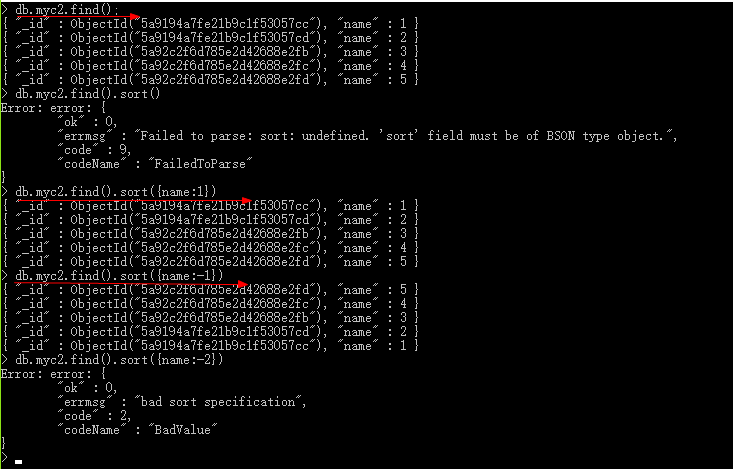 > db.myc2.find();
{ "_id" : ObjectId("5a9194a7fe21b9c1f53057cc"), "name" : 1 }
{ "_id" : ObjectId("5a9194a7fe21b9c1f53057cd"), "name" : 2 }
{ "_id" : ObjectId("5a92c2f6d785e2d42688e2fb"), "name" : 3 }
{ "_id" : ObjectId("5a92c2f6d785e2d42688e2fc"), "name" : 4 }
{ "_id" : ObjectId("5a92c2f6d785e2d42688e2fd"), "name" : 5 }
> db.myc2.find().sort()
Error: error: {
"ok" : 0,
"errmsg" : "Failed to parse: sort: undefined. 'sort' field must be of BSON type object.",
"code" : 9,
"codeName" : "FailedToParse"
}
> db.myc2.find().sort({name:1})
{ "_id" : ObjectId("5a9194a7fe21b9c1f53057cc"), "name" : 1 }
{ "_id" : ObjectId("5a9194a7fe21b9c1f53057cd"), "name" : 2 }
{ "_id" : ObjectId("5a92c2f6d785e2d42688e2fb"), "name" : 3 }
{ "_id" : ObjectId("5a92c2f6d785e2d42688e2fc"), "name" : 4 }
{ "_id" : ObjectId("5a92c2f6d785e2d42688e2fd"), "name" : 5 }
> db.myc2.find().sort({name:-1})
{ "_id" : ObjectId("5a92c2f6d785e2d42688e2fd"), "name" : 5 }
{ "_id" : ObjectId("5a92c2f6d785e2d42688e2fc"), "name" : 4 }
{ "_id" : ObjectId("5a92c2f6d785e2d42688e2fb"), "name" : 3 }
{ "_id" : ObjectId("5a9194a7fe21b9c1f53057cd"), "name" : 2 }
{ "_id" : ObjectId("5a9194a7fe21b9c1f53057cc"), "name" : 1 }
> db.myc2.find().sort({name:-2})
Error: error: {
"ok" : 0,
"errmsg" : "bad sort specification",
"code" : 2,
"codeName" : "BadValue"
}
>